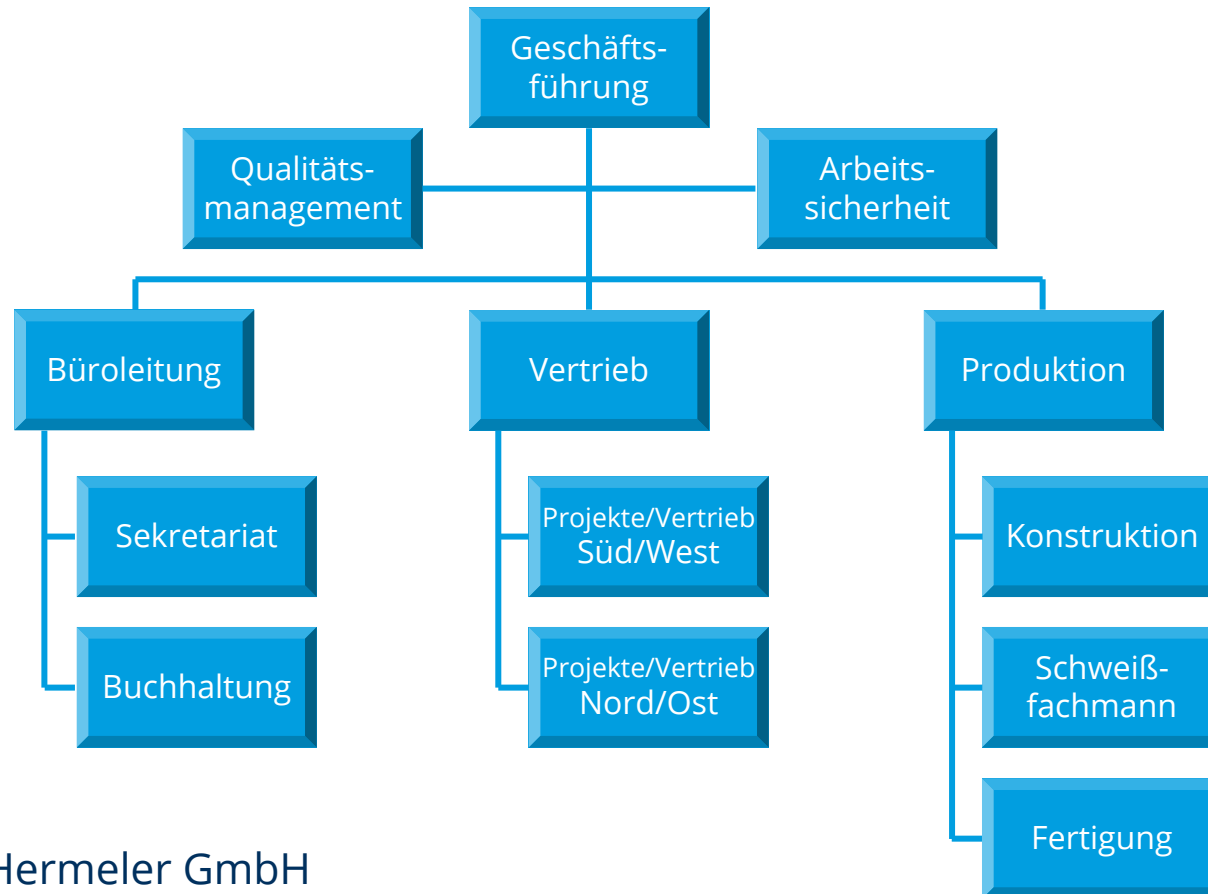 Geschäfts-
führung
Qualitäts-
management
Arbeits-
sicherheit
Büroleitung
Vertrieb
Produktion
Sekretariat
Projekte/Vertrieb
Süd/West
Konstruktion
Buchhaltung
Projekte/Vertrieb
Nord/Ost
Schweiß-
fachmann
Fertigung
Hermeler GmbH